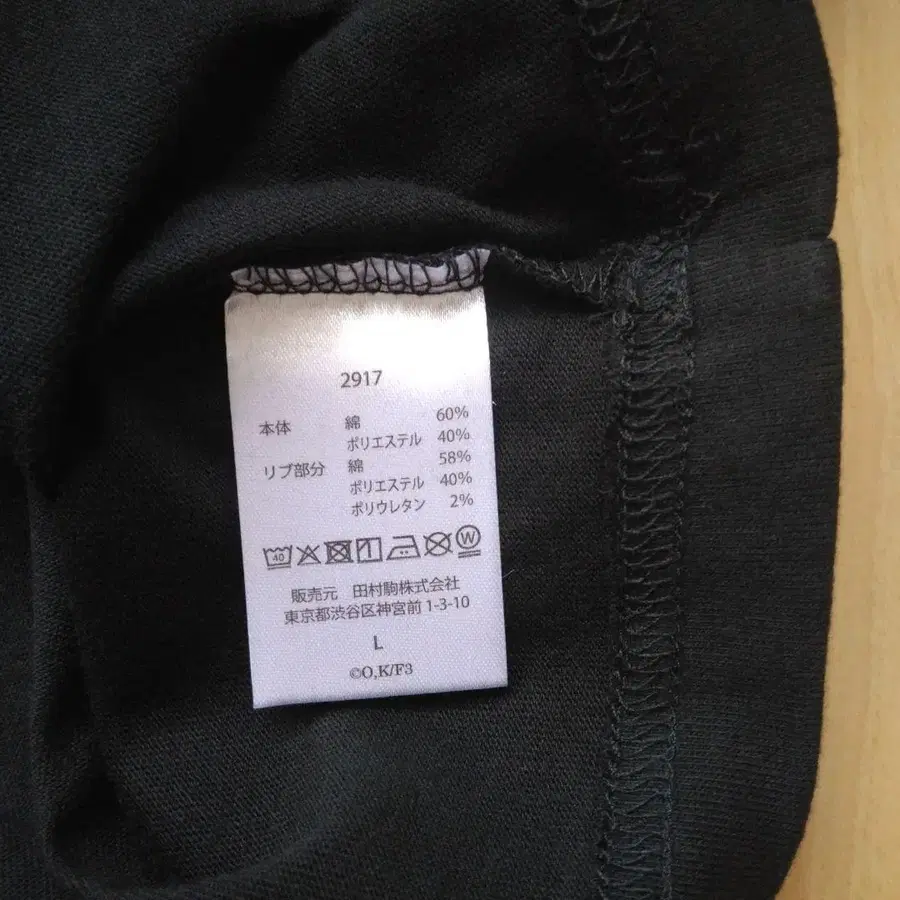 2917
本体 綿 60%
ポリエステル 40%
リブ部分 綿 58%
ポリエステル 40%
ポリウレタン 2%
40 W
販売元 田村駒株式会社
東京都渋谷区神宮前 1-3-10
L
©O,K/F3